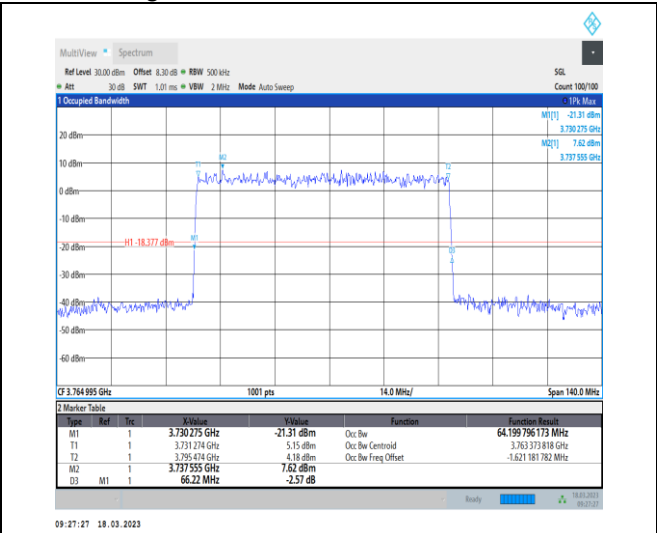 MultiView Spectrum
Ref Level 30.00 dBm Offset 8.30 dB RBW 500 kHz SGL
Att 30 dB SWT 1.01 ms VBW 2 MHz Mode Auto Sweep Count 100/100
1 Occupied Bandwidth 1Pk Max
M1[1] -21.31 dBm
3.730 275 GHz
M2[1] 7.62 dBm
3.737 555 GHz
20 dBm
10 dBm
0 dBm
-10 dBm
-20 dBm
-30 dBm
-40 dBm
-50 dBm
-60 dBm
T1 M2 T2
H1 -18.377 dBm M1
D3
CF 3.764 995 GHz 1001 pts 14.0 MHz/ Span 140.0 MHz
2 Marker Table
Type Ref Trc X-Value Y-Value Function Function Result
M1 1 3.730 275 GHz -21.31 dBm Occ Bw 64.199 796 173 MHz
T1 1 3.731 274 GHz 5.15 dBm Occ Bw Centroid 3.763 373 818 GHz
T2 1 3.795 474 GHz 4.18 dBm Occ Bw Freq Offset -1.621 181 782 MHz
M2 1 3.737 555 GHz 7.62 dBm
D3 M1 1 66.22 MHz -2.57 dB
Ready 18.03.2023
09:27:27
09:27:27 18.03.2023